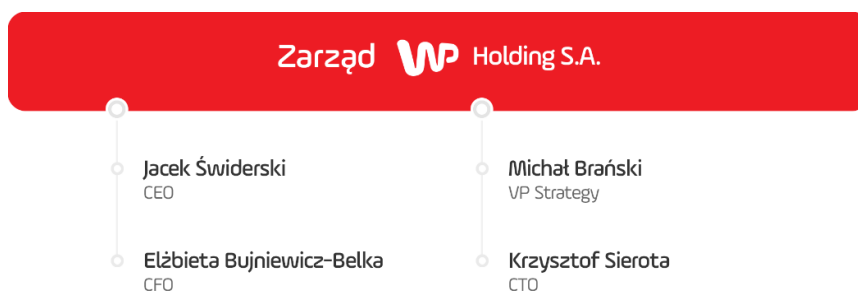 Zarząd WP Holding S.A.
Jacek Świderski
CEO
Michał Brański
VP Strategy
Elżbieta Bujniewicz-Belka
CFO
Krzysztof Sierota
CTO